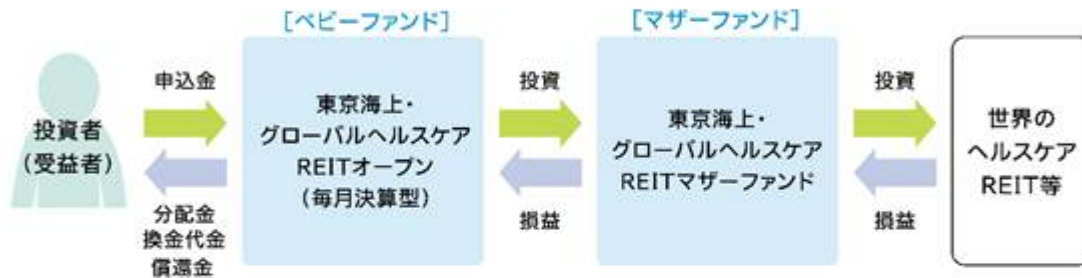 [ベビーファンド]
[マザーファンド]
投資者
(受益者)
申込金
分配金
換金代金
償還金
東京海上・
グローバルヘルスケア
REITオープン
(毎月決算型)
投資
損益
東京海上・
グローバルヘルスケア
REITマザーファンド
投資
損益
世界の
ヘルスケア
REIT等